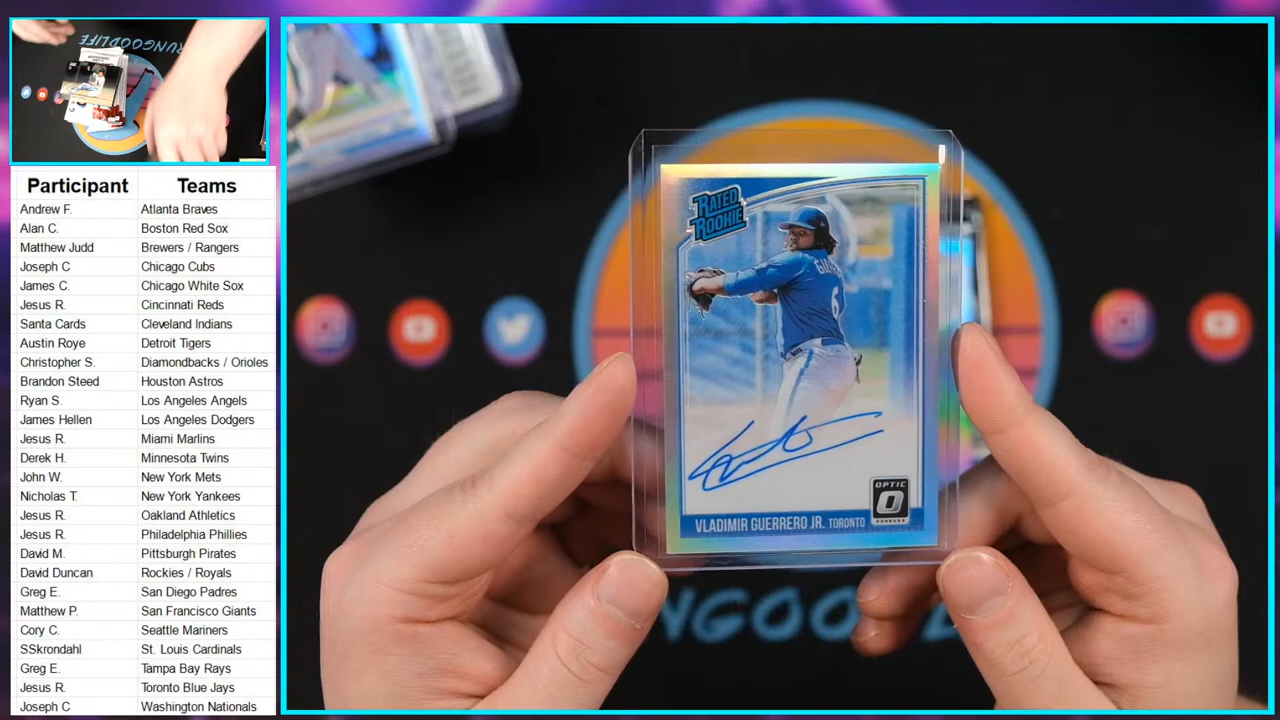 RUNGOODLIFE
Participant Teams
Andrew F. Atlanta Braves
Alan C. Boston Red Sox
Matthew Judd Brewers / Rangers
Joseph C Chicago Cubs
James C. Chicago White Sox
Jesus R. Cincinnati Reds
Santa Cards Cleveland Indians
Austin Roye Detroit Tigers
Christopher S. Diamondbacks / Orioles
Brandon Steed Houston Astros
Ryan S. Los Angeles Angels
James Hellen Los Angeles Dodgers
Jesus R. Miami Marlins
Derek H. Minnesota Twins
John W. New York Mets
Nicholas T. New York Yankees
Jesus R. Oakland Athletics
Jesus R. Philadelphia Phillies
David M. Pittsburgh Pirates
David Duncan Rockies / Royals
Greg E. San Diego Padres
Matthew P. San Francisco Giants
Cory C. Seattle Mariners
SSkrondahl St. Louis Cardinals
Greg E. Tampa Bay Rays
Jesus R. Toronto Blue Jays
Joseph C Washington Nationals
RATED
ROOKIE
6
OPTIC
DONRUSS
VLADIMIR GUERRERO JR. TORONTO